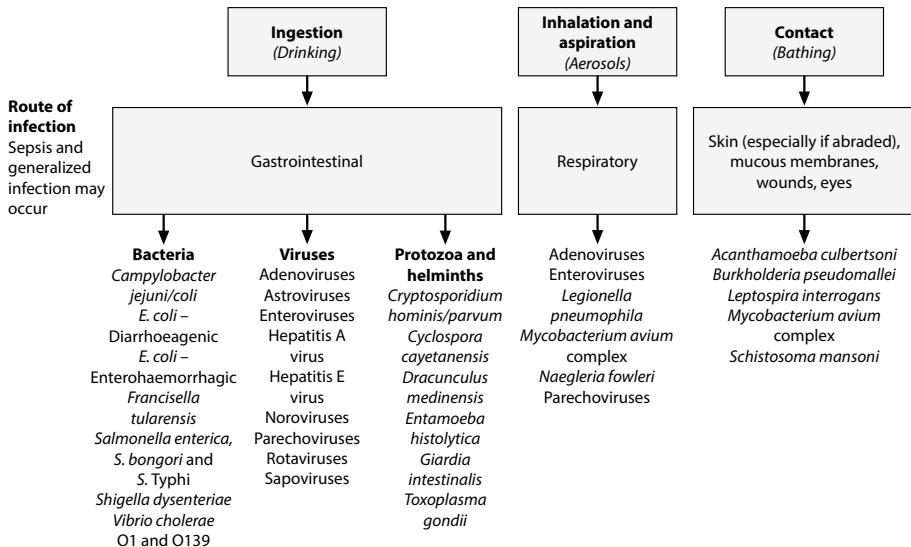 Ingestion
(Drinking)
Inhalation and
aspiration
(Aerosols)
Contact
(Bathing)
Route of
infection
Sepsis and
generalized
infection may
occur
Gastrointestinal
Respiratory
Skin (especially if abraded),
mucous membranes,
wounds, eyes
Bacteria
Campylobacter
jejuni/coli
E. coli –
Diarrhoeagenic
E. coli –
Enterohaemorrhagic
Francisella
tularensis
Salmonella enterica,
S. bongori and
S. Typhi
Shigella dysenteriae
Vibrio cholerae
O1 and O139
Viruses
Adenoviruses
Astroviruses
Enteroviruses
Hepatitis A
virus
Hepatitis E
virus
Noroviruses
Parechoviruses
Rotaviruses
Sapoviruses
Protozoa and
helminths
Cryptosporidium
hominis/parvum
Cyclospora
cayetanensis
Dracunculus
medinensis
Entamoeba
histolytica
Giardia
intestinalis
Toxoplasma
gondii
Adenoviruses
Enteroviruses
Legionella
pneumophila
Mycobacterium avium
complex
Naegleria fowleri
Parechoviruses
Acanthamoeba culbertsoni
Burkholderia pseudomallei
Leptospira interrogans
Mycobacterium avium
complex
Schistosoma mansoni